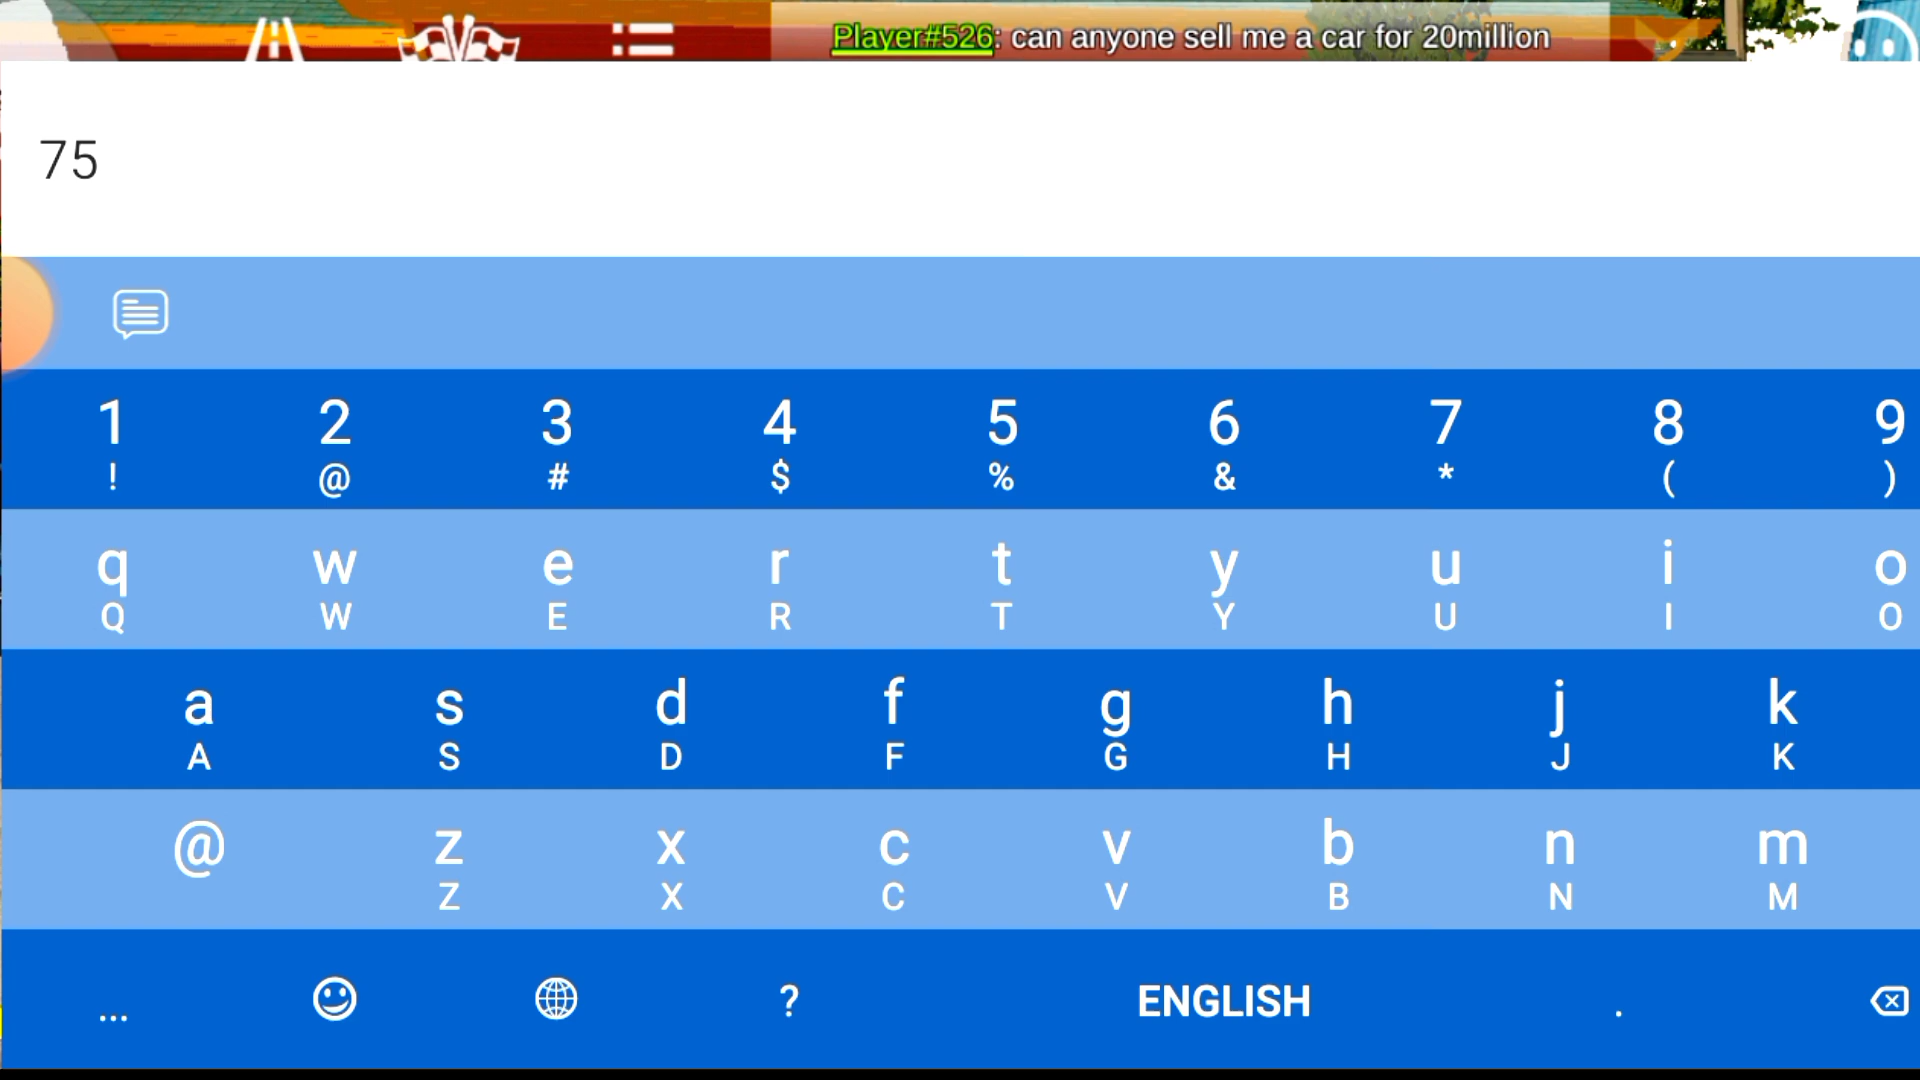 Player#526: can anyone sell me a car for 20million
75
1 2 3 4 5 6 7 8 9
! @ # $ % & * ( )
q w e r t y u i o
Q W E R T Y U I O
a s d f g h j k
A S D F G H J K
@ z x c v b n m
Z X C V B N M
... ? ENGLISH .